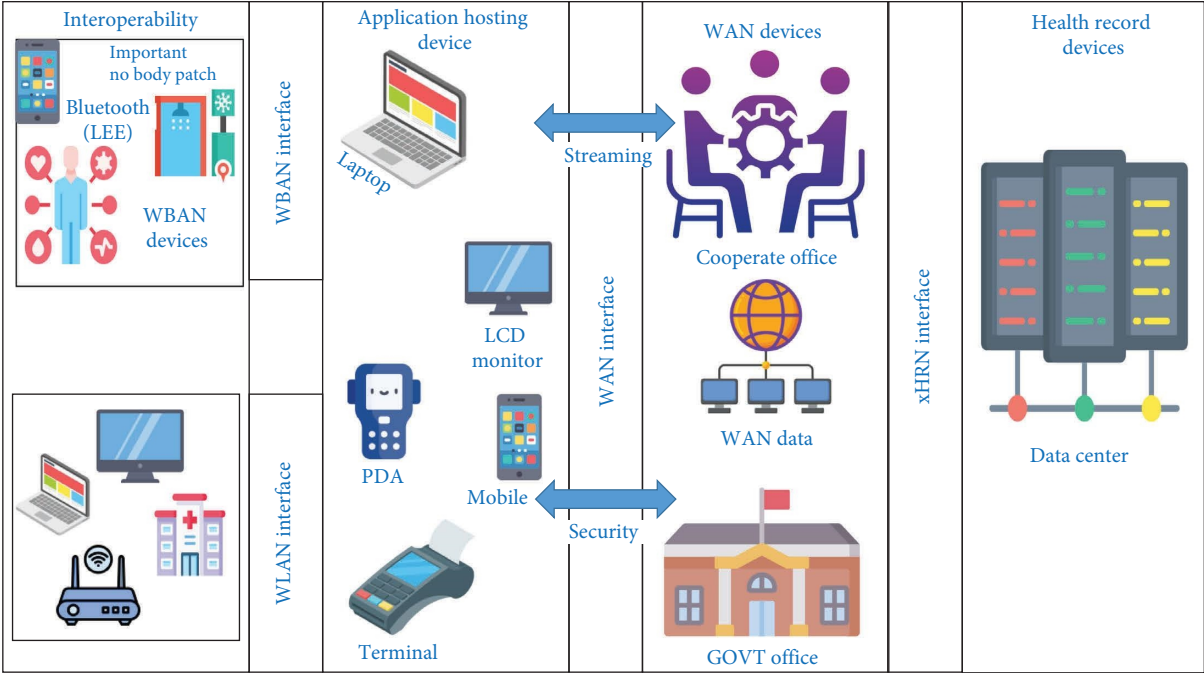 Interoperability
Important
no body patch
Bluetooth
(LEE)
WBAN
devices
WBAN interface
WLAN interface
Application hosting
device
Laptop
LCD
monitor
PDA
Mobile
Terminal
Streaming
WAN interface
Security
WAN devices
Cooperate office
WAN data
GOVT office
xHRN interface
Health record
devices
Data center